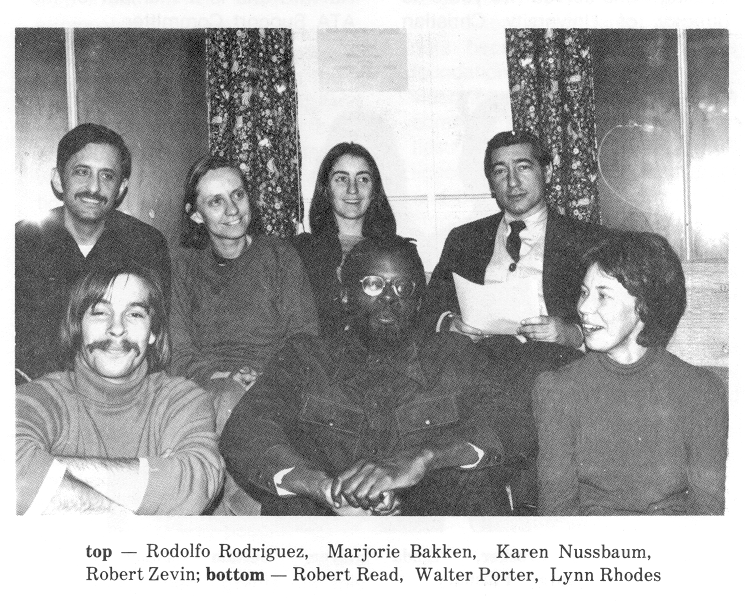 top — Rodolfo Rodriguez, Marjorie Bakken, Karen Nussbaum,
Robert Zevin; bottom — Robert Read, Walter Porter, Lynn Rhodes